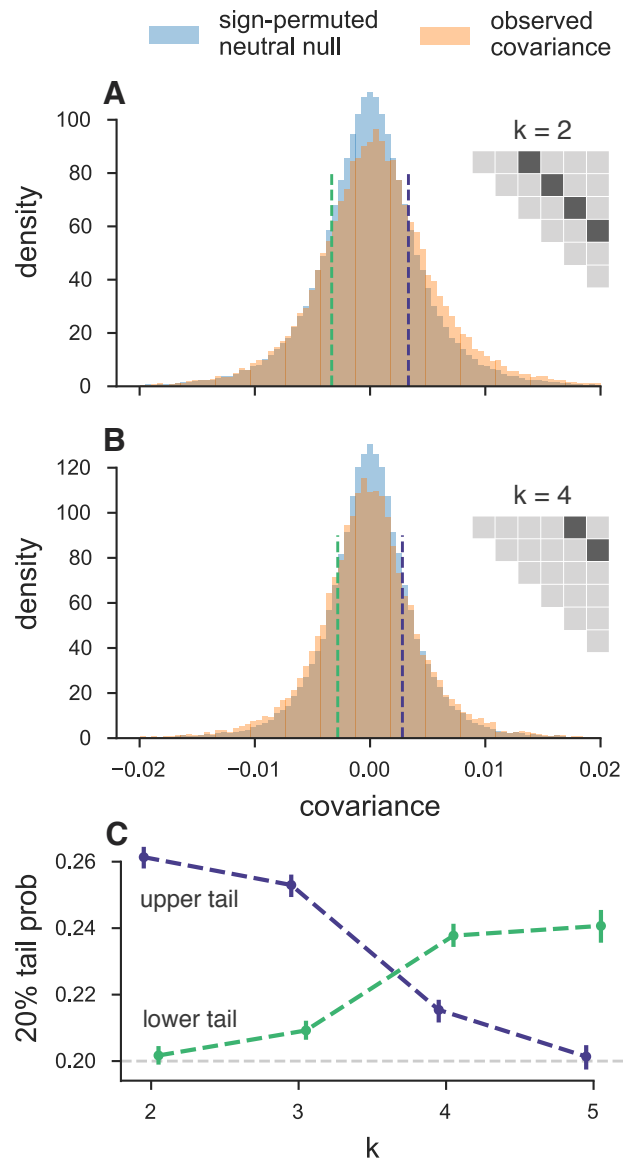 sign-permuted
neutral null
observed
covariance
A
k = 2
density
100
80
60
40
20
0
B
k = 4
density
120
100
80
60
40
20
0
−0.02
−0.01
0.00
0.01
0.02
covariance
C
20% tail prob
0.26
0.24
0.22
0.20
upper tail
lower tail
2
3
4
5
k